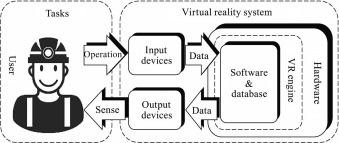 Tasks
Virtual reality system
User
Operation
Input
devices
Data
Software
&
database
VR engine
Hardware
Sense
Output
devices
Data